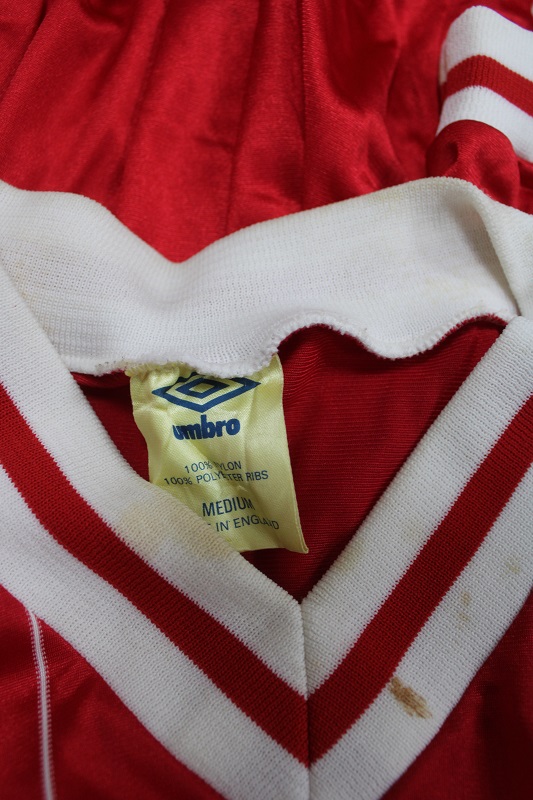 umbro
100% NYLON
100% POLYESTER RIBS
MEDIUM
IN ENGLAND